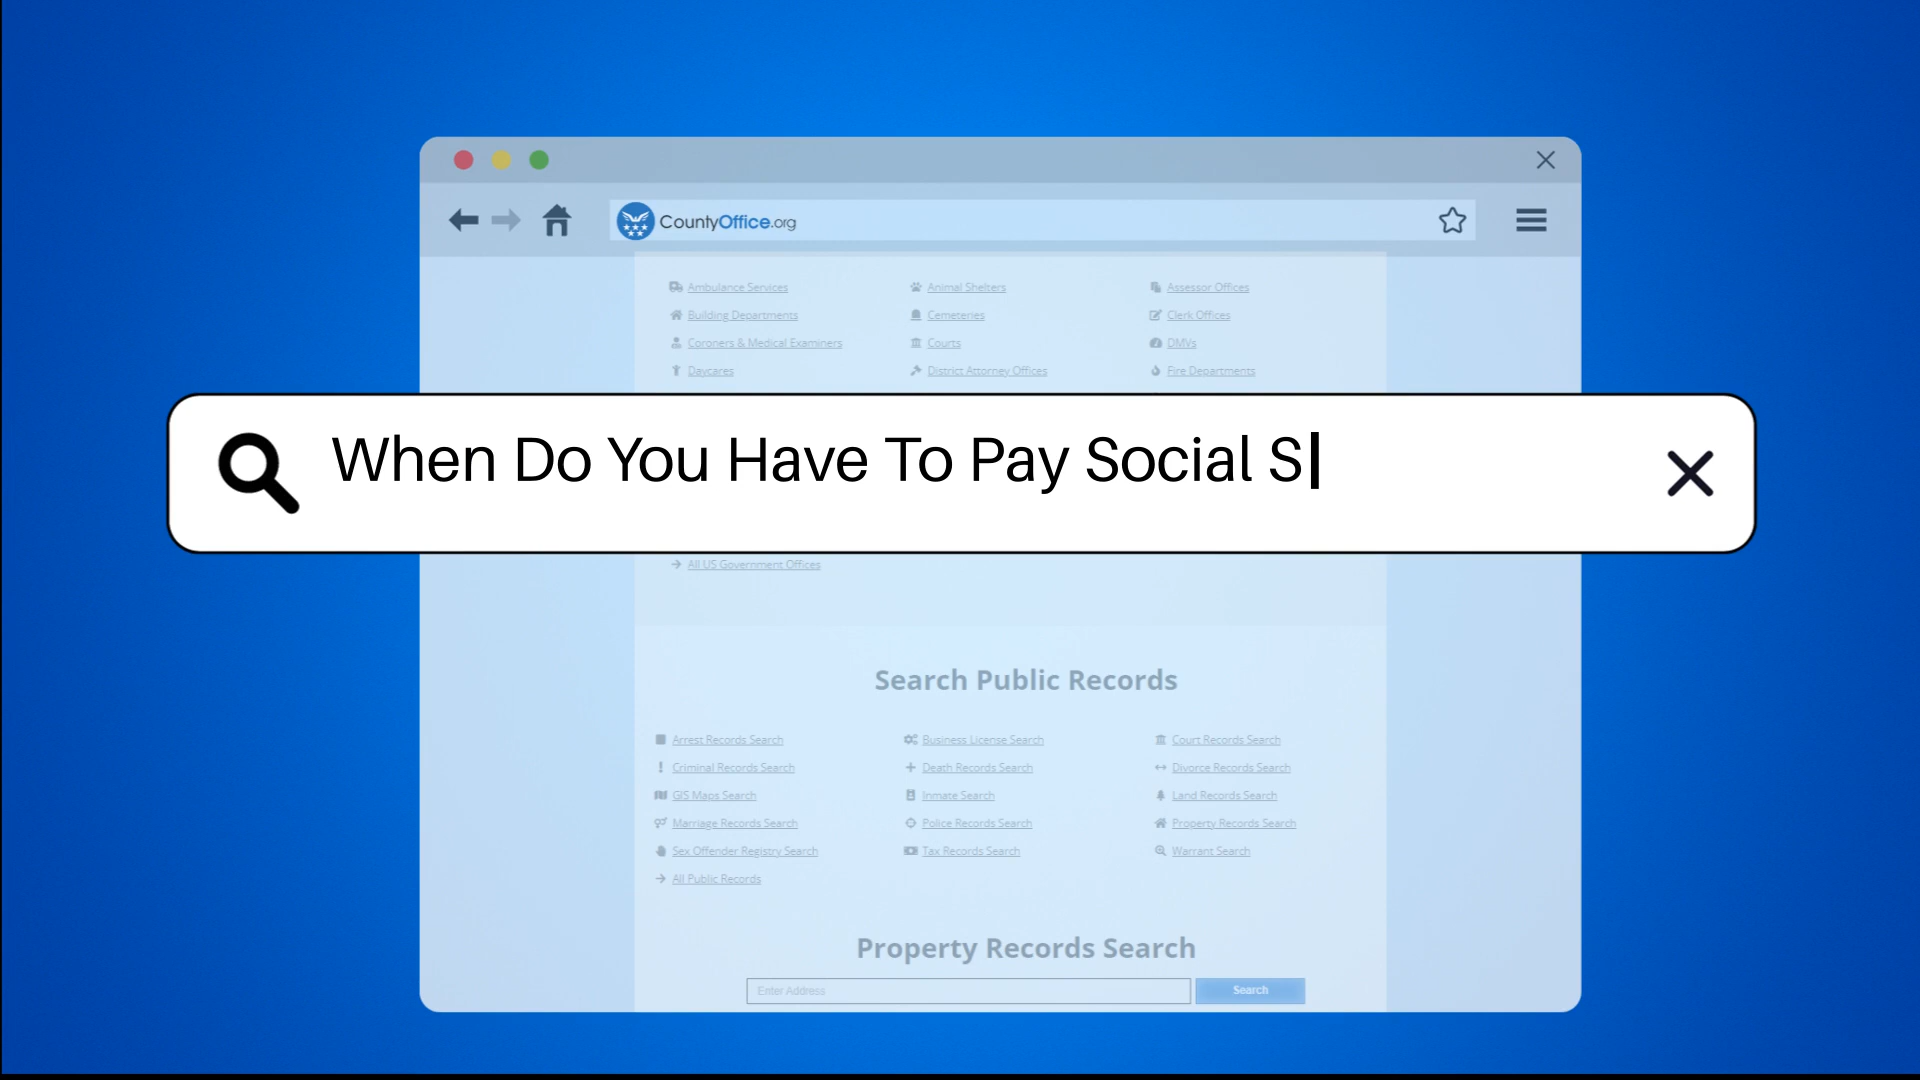 CountyOffice.org
Ambulance Services Animal Shelters Assessor Offices
Building Departments Cemeteries Clerk Offices
Coroners & Medical Examiners Courts DMVs
Daycares District Attorney Offices Fire Departments
When Do You Have To Pay Social S
All US Government Offices
Search Public Records
Arrest Records Search Business License Search Court Records Search
Criminal Records Search Death Records Search Divorce Records Search
GIS Maps Search Inmate Search Land Records Search
Marriage Records Search Police Records Search Property Records Search
Sex Offender Registry Search Tax Records Search Warrant Search
All Public Records
Property Records Search
Enter Address Search